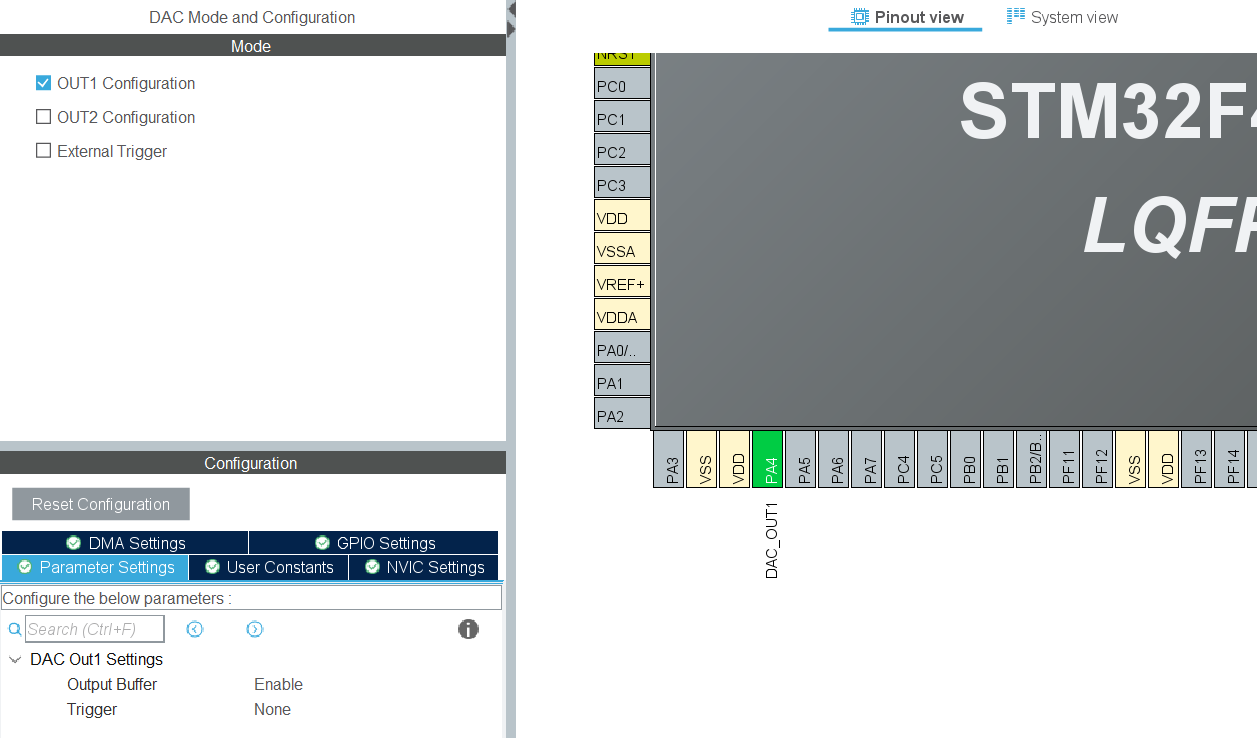 DAC Mode and Configuration
Mode
OUT1 Configuration
OUT2 Configuration
External Trigger
Configuration
Reset Configuration
DMA Settings
GPIO Settings
Parameter Settings
User Constants
NVIC Settings
Configure the below parameters :
Search (Ctrl+F)
DAC Out1 Settings
Output Buffer Enable
Trigger None
Pinout view
System view
NRST
PC0
PC1
PC2
PC3
VDD
VSSA
VREF+
VDDA
PA0/..
PA1
PA2
STM32F4
LQFP
PA3
VSS
VDD
PA4
PA5
PA6
PA7
PC4
PC5
PB0
PB1
PB2/B..
PF11
PF12
VSS
VDD
PF13
PF14
DAC_OUT1